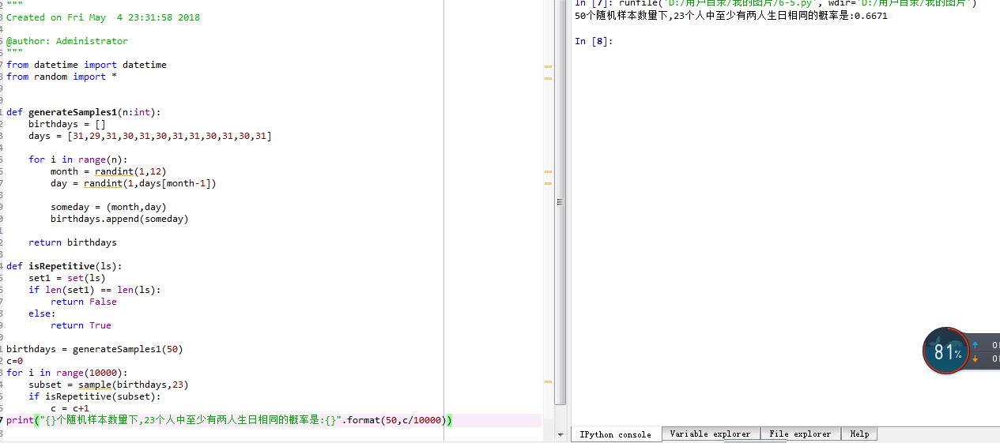 """
Created on Fri May  4 23:31:58 2018
@author: Administrator
"""
from datetime import datetime
from random import *
def generateSamples1(n:int):
    birthdays = []
    days = [31,29,31,30,31,30,31,31,30,31,30,31]
    for i in range(n):
        month = randint(1,12)
        day = randint(1,days[month-1])
        someday = (month,day)
        birthdays.append(someday)
    return birthdays
def isRepetitive(ls):
    set1 = set(ls)
    if len(set1) == len(ls):
        return False
    else:
        return True
birthdays = generateSamples1(50)
c=0
for i in range(10000):
    subset = sample(birthdays,23)
    if isRepetitive(subset):
        c = c+1
print("{}个随机样本数量下,23个人中至少有两人生日相同的概率是:{}".format(50,c/10000))
In [7]: runfile('D:/用户目录/我的图片/6-5.py', wdir='D:/用户目录/我的图片')
50个随机样本数量下,23个人中至少有两人生日相同的概率是:0.6671
In [8]:
81%
IPython console
Variable explorer
File explorer
Help